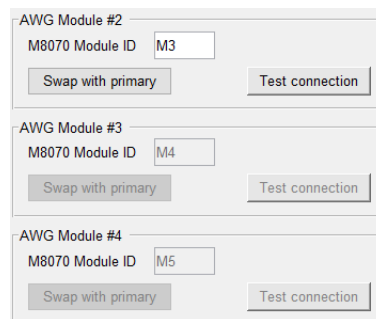 AWG Module #2
M8070 Module ID M3
Swap with primary Test connection
AWG Module #3
M8070 Module ID M4
Swap with primary Test connection
AWG Module #4
M8070 Module ID M5
Swap with primary Test connection